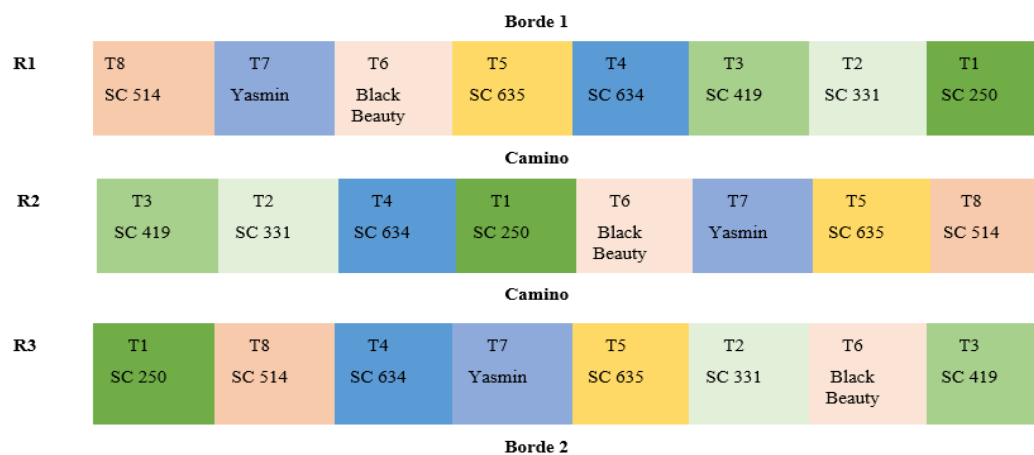 Borde 1
R1
T8 T7 T6 T5 T4 T3 T2 T1
SC 514 Yasmin Black Beauty SC 635 SC 634 SC 419 SC 331 SC 250
Camino
R2
T3 T2 T4 T1 T6 T7 T5 T8
SC 419 SC 331 SC 634 SC 250 Black Beauty Yasmin SC 635 SC 514
Camino
R3
T1 T8 T4 T7 T5 T2 T6 T3
SC 250 SC 514 SC 634 Yasmin SC 635 SC 331 Black Beauty SC 419
Borde 2